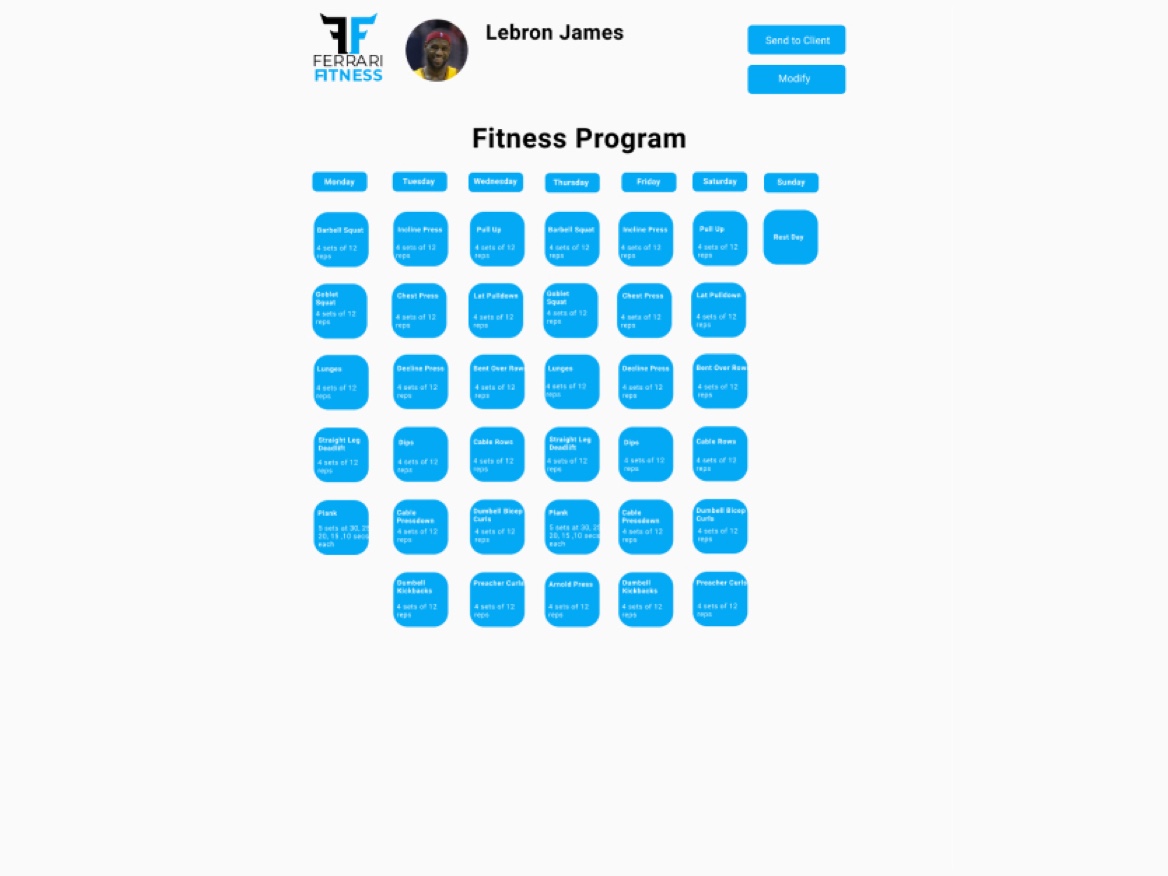 FERRARI
FITNESS
Lebron James
Send to Client
Modify
Fitness Program
Monday
Tuesday
Wednesday
Thursday
Friday
Saturday
Sunday
Barbell Squat
4 sets of 12
reps
Incline Press
4 sets of 12
reps
Pull Up
4 sets of 12
reps
Barbell Squat
4 sets of 12
reps
Incline Press
4 sets of 12
reps
Pull Up
4 sets of 12
reps
Rest Day
Goblet
Squat
4 sets of 12
reps
Chest Press
4 sets of 12
reps
Lat Pulldown
4 sets of 12
reps
Goblet
Squat
4 sets of 12
reps
Chest Press
4 sets of 12
reps
Lat Pulldown
4 sets of 12
reps
Lunges
4 sets of 12
reps
Decline Press
4 sets of 12
reps
Bent Over Row
4 sets of 12
reps
Lunges
4 sets of 12
reps
Decline Press
4 sets of 12
reps
Bent Over Row
4 sets of 12
reps
Straight Leg
Deadlift
4 sets of 12
reps
Dips
4 sets of 12
reps
Cable Rows
4 sets of 12
reps
Straight Leg
Deadlift
4 sets of 12
reps
Dips
4 sets of 12
reps
Cable Rows
4 sets of 12
reps
Plank
5 sets at 30, 25
20, 15 ,10 secs
each
Cable
Pressdown
4 sets of 12
reps
Dumbell Bicep
Curls
4 sets of 12
reps
Plank
5 sets at 30, 25
20, 15 ,10 secs
each
Cable
Pressdown
4 sets of 12
reps
Dumbell Bicep
Curls
4 sets of 12
reps
Dumbell
Kickbacks
4 sets of 12
reps
Preacher Curls
4 sets of 12
reps
Arnold Press
4 sets of 12
reps
Dumbell
Kickbacks
4 sets of 12
reps
Preacher Curls
4 sets of 12
reps